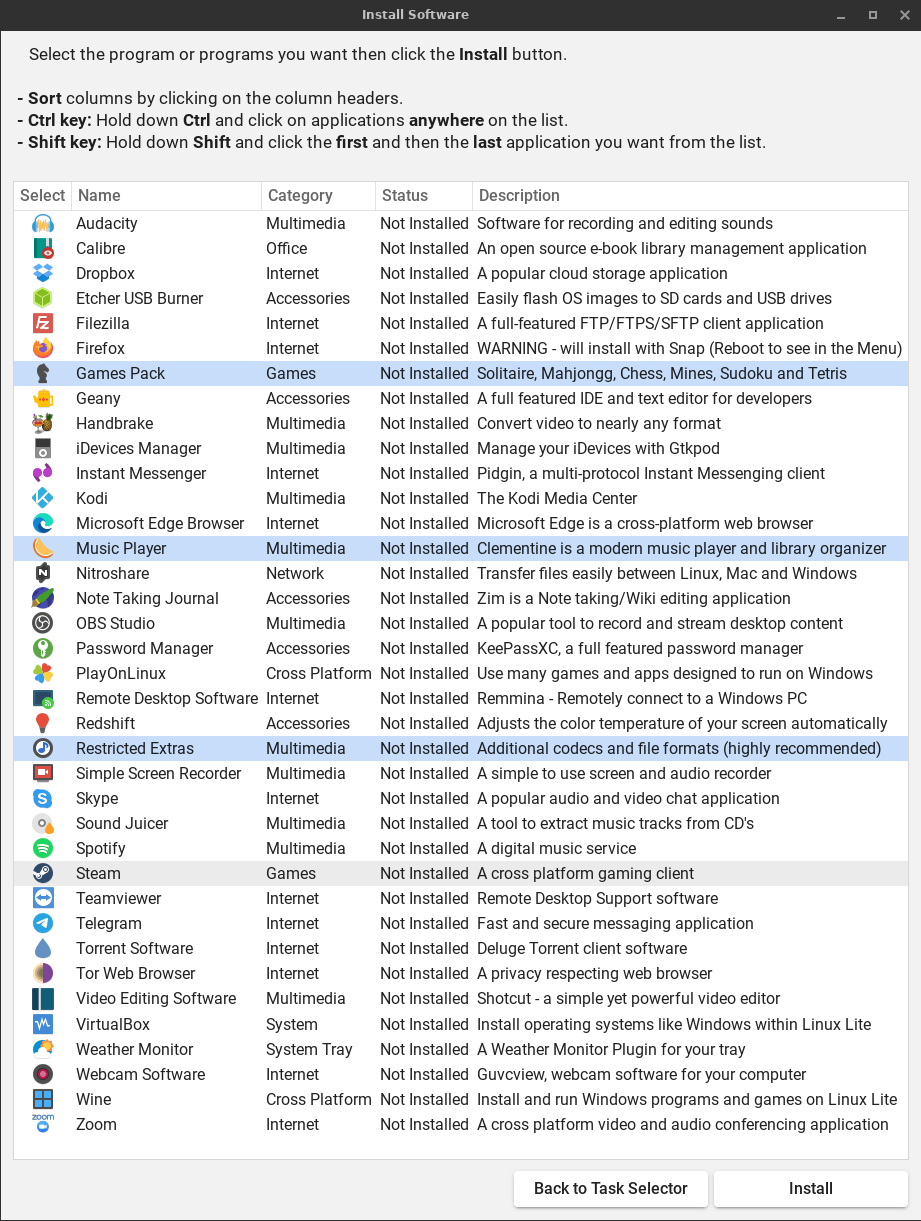 Install Software
Select the program or programs you want then click the Install button.
- Sort columns by clicking on the column headers.
- Ctrl key: Hold down Ctrl and click on applications anywhere on the list.
- Shift key: Hold down Shift and click the first and then the last application you want from the list.
Select Name Category Status Description
Audacity Multimedia Not Installed Software for recording and editing sounds
Calibre Office Not Installed An open source e-book library management application
Dropbox Internet Not Installed A popular cloud storage application
Etcher USB Burner Accessories Not Installed Easily flash OS images to SD cards and USB drives
Filezilla Internet Not Installed A full-featured FTP/FTPS/SFTP client application
Firefox Internet Not Installed WARNING - will install with Snap (Reboot to see in the Menu)
Games Pack Games Not Installed Solitaire, Mahjongg, Chess, Mines, Sudoku and Tetris
Geany Accessories Not Installed A full featured IDE and text editor for developers
Handbrake Multimedia Not Installed Convert video to nearly any format
iDevices Manager Multimedia Not Installed Manage your iDevices with Gtkpod
Instant Messenger Internet Not Installed Pidgin, a multi-protocol Instant Messenging client
Kodi Multimedia Not Installed The Kodi Media Center
Microsoft Edge Browser Internet Not Installed Microsoft Edge is a cross-platform web browser
Music Player Multimedia Not Installed Clementine is a modern music player and library organizer
Nitroshare Network Not Installed Transfer files easily between Linux, Mac and Windows
Note Taking Journal Accessories Not Installed Zim is a Note taking/Wiki editing application
OBS Studio Multimedia Not Installed A popular tool to record and stream desktop content
Password Manager Accessories Not Installed KeePassXC, a full featured password manager
PlayOnLinux Cross Platform Not Installed Use many games and apps designed to run on Windows
Remote Desktop Software Internet Not Installed Remmina - Remotely connect to a Windows PC
Redshift Accessories Not Installed Adjusts the color temperature of your screen automatically
Restricted Extras Multimedia Not Installed Additional codecs and file formats (highly recommended)
Simple Screen Recorder Multimedia Not Installed A simple to use screen and audio recorder
Skype Internet Not Installed A popular audio and video chat application
Sound Juicer Multimedia Not Installed A tool to extract music tracks from CD's
Spotify Multimedia Not Installed A digital music service
Steam Games Not Installed A cross platform gaming client
Teamviewer Internet Not Installed Remote Desktop Support software
Telegram Internet Not Installed Fast and secure messaging application
Torrent Software Internet Not Installed Deluge Torrent client software
Tor Web Browser Internet Not Installed A privacy respecting web browser
Video Editing Software Multimedia Not Installed Shotcut - a simple yet powerful video editor
VirtualBox System Not Installed Install operating systems like Windows within Linux Lite
Weather Monitor System Tray Not Installed A Weather Monitor Plugin for your tray
Webcam Software Internet Not Installed Guvcview, webcam software for your computer
Wine Cross Platform Not Installed Install and run Windows programs and games on Linux Lite
zoom Zoom Internet Not Installed A cross platform video and audio conferencing application
Back to Task Selector Install